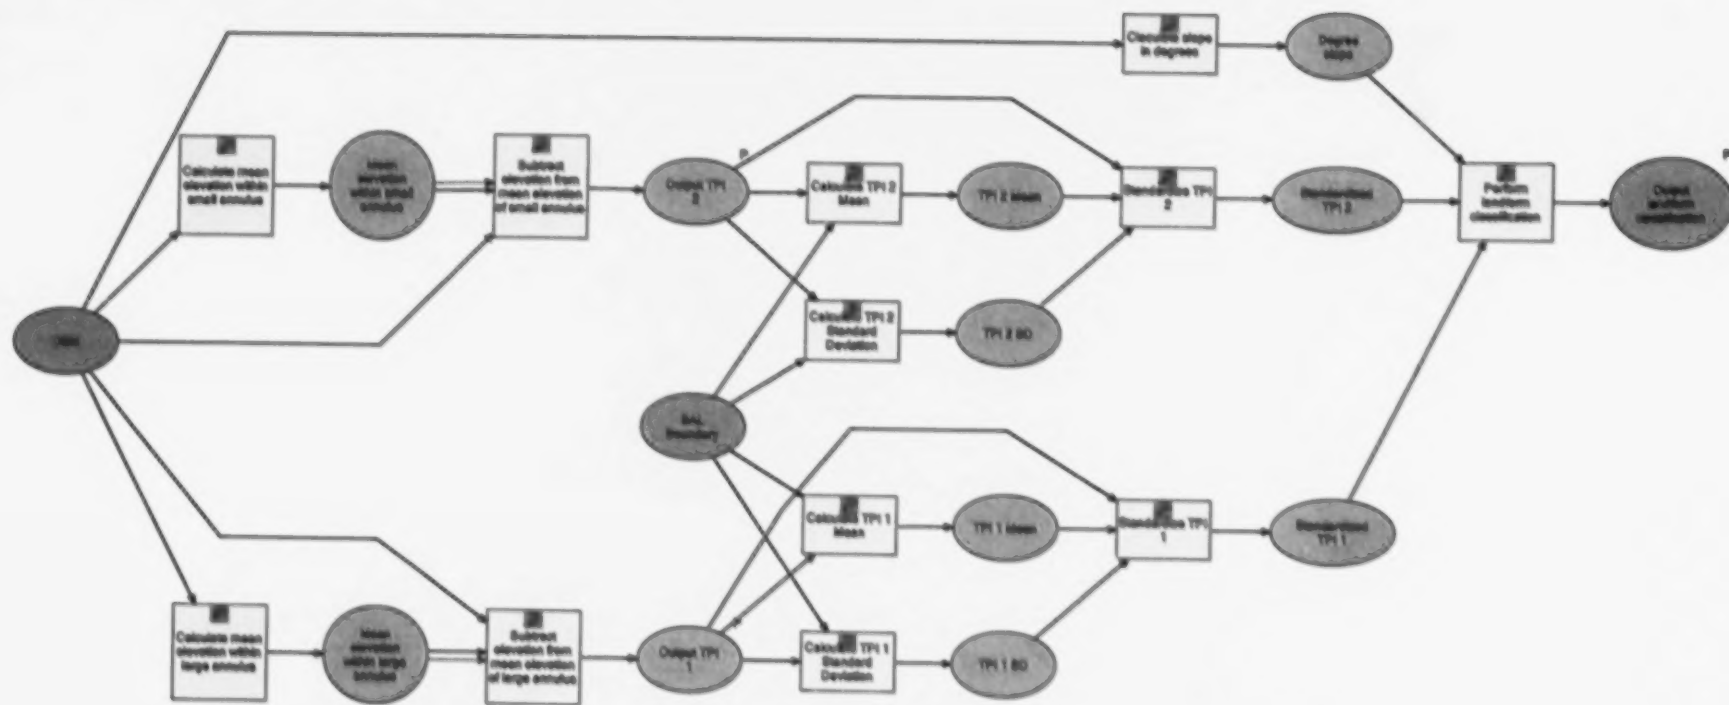 Calculate slope
in degrees
Degree
slope
Calculate mean
elevation within
small annulus
Mean
elevation
within small
annulus
Subtract
elevation from
mean elevation
of small annulus
P
Output TPI
2
Calculate TPI 2
Mean
TPI 2 Mean
Standardize TPI
2
Standardized
TPI 2
Perform
landform
classification
P
Output
landform
classification
DEM
Calculate TPI 2
Standard
Deviation
TPI 2 SD
Boundary
Calculate TPI 1
Mean
TPI 1 Mean
Standardize TPI
1
Standardized
TPI 1
Calculate mean
elevation within
large annulus
Mean
elevation
within large
annulus
Subtract
elevation from
mean elevation
of large annulus
P
Output TPI
1
Calculate TPI 1
Standard
Deviation
TPI 1 SD